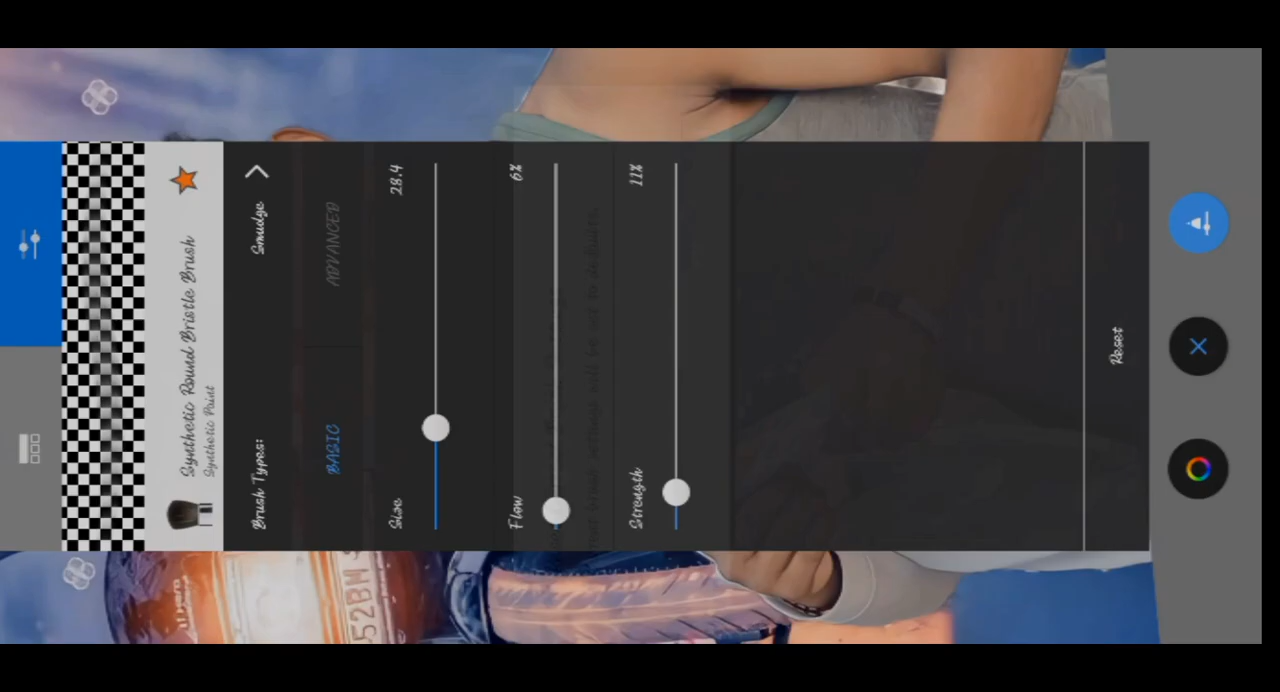 Synthetic Round Bristle Brush
Synthetic Paint
Brush Types: Smudge
BASIC ADVANCED
Size 28.4
Flow 6%
Strength 11%
Reset
52BM